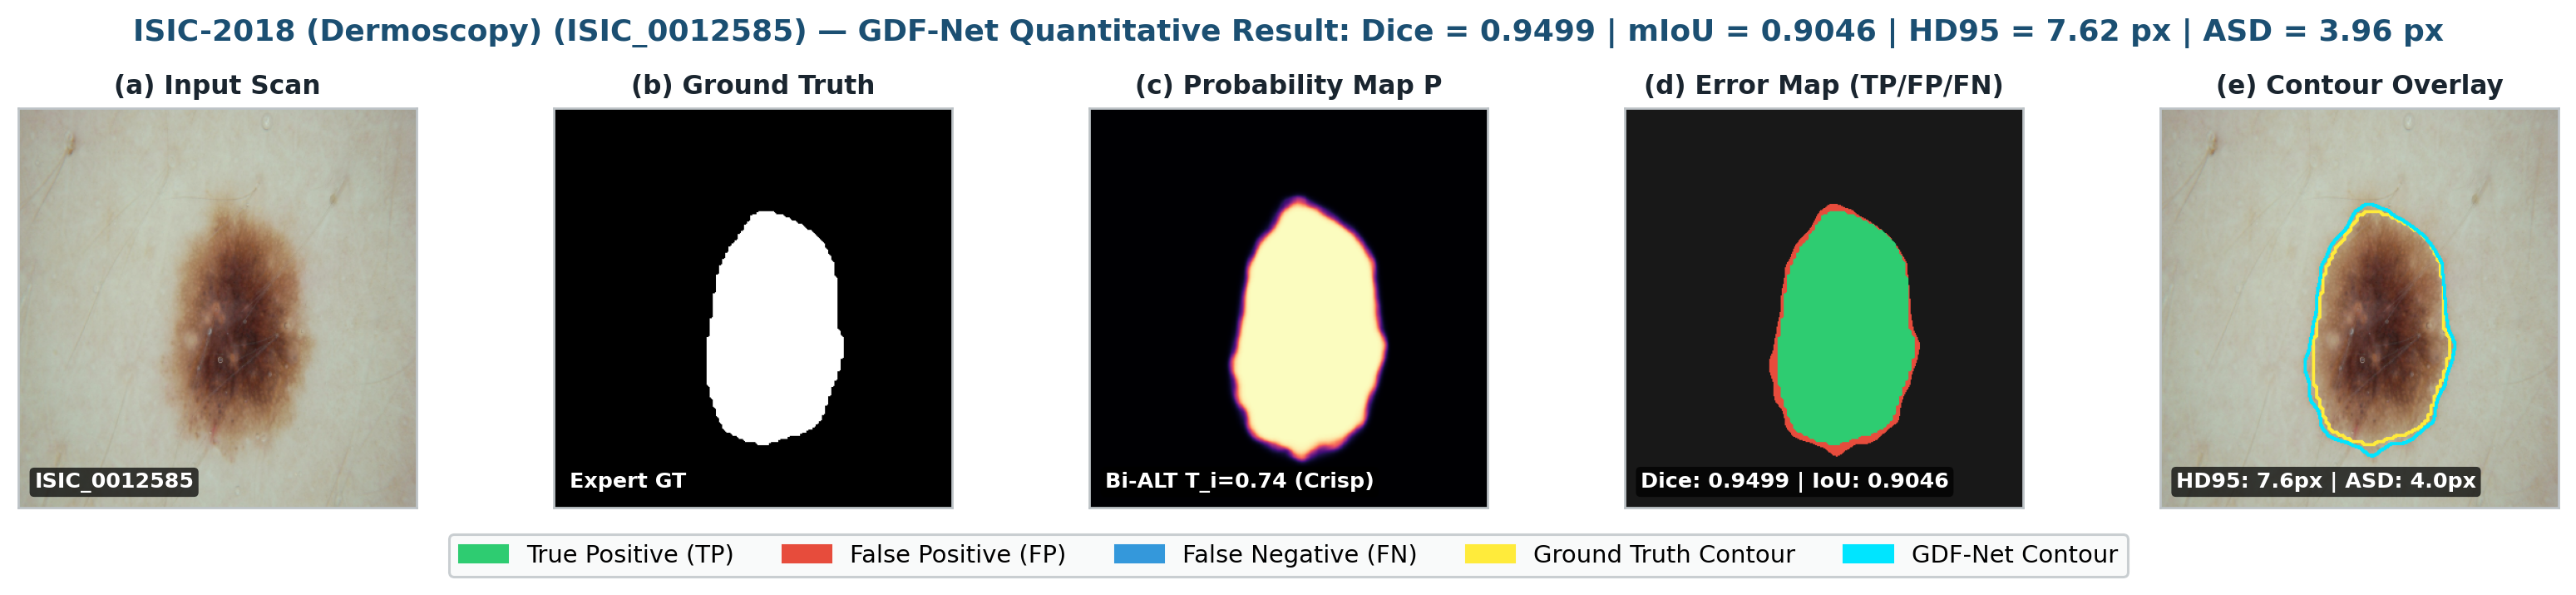 ISIC-2018 (Dermoscopy) (ISIC_0012585) — GDF-Net Quantitative Result: Dice = 0.9499 | mIoU = 0.9046 | HD95 = 7.62 px | ASD = 3.96 px
(a) Input Scan
(b) Ground Truth
(c) Probability Map P
(d) Error Map (TP/FP/FN)
(e) Contour Overlay
ISIC_0012585
Expert GT
Bi-ALT T_i=0.74 (Crisp)
Dice: 0.9499 | IoU: 0.9046
HD95: 7.6px | ASD: 4.0px
True Positive (TP)
False Positive (FP)
False Negative (FN)
Ground Truth Contour
GDF-Net Contour